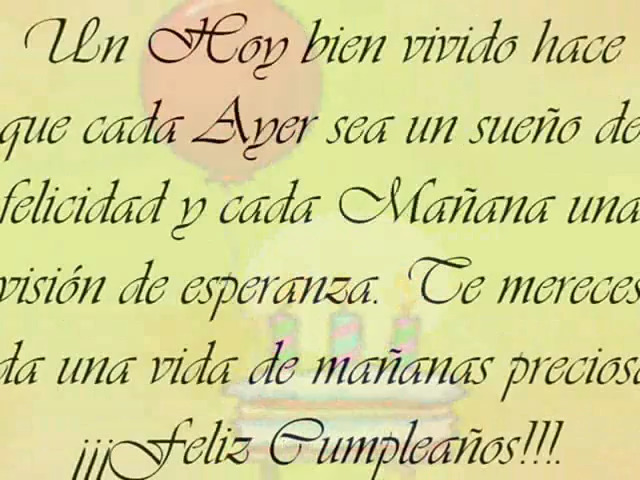 Un Hoy bien vivido hace
que cada Ayer sea un sueño de
felicidad y cada Mañana una
visión de esperanza. Te mereces
da una vida de mañanas precios
¡¡¡Feliz Cumpleaños!!!.